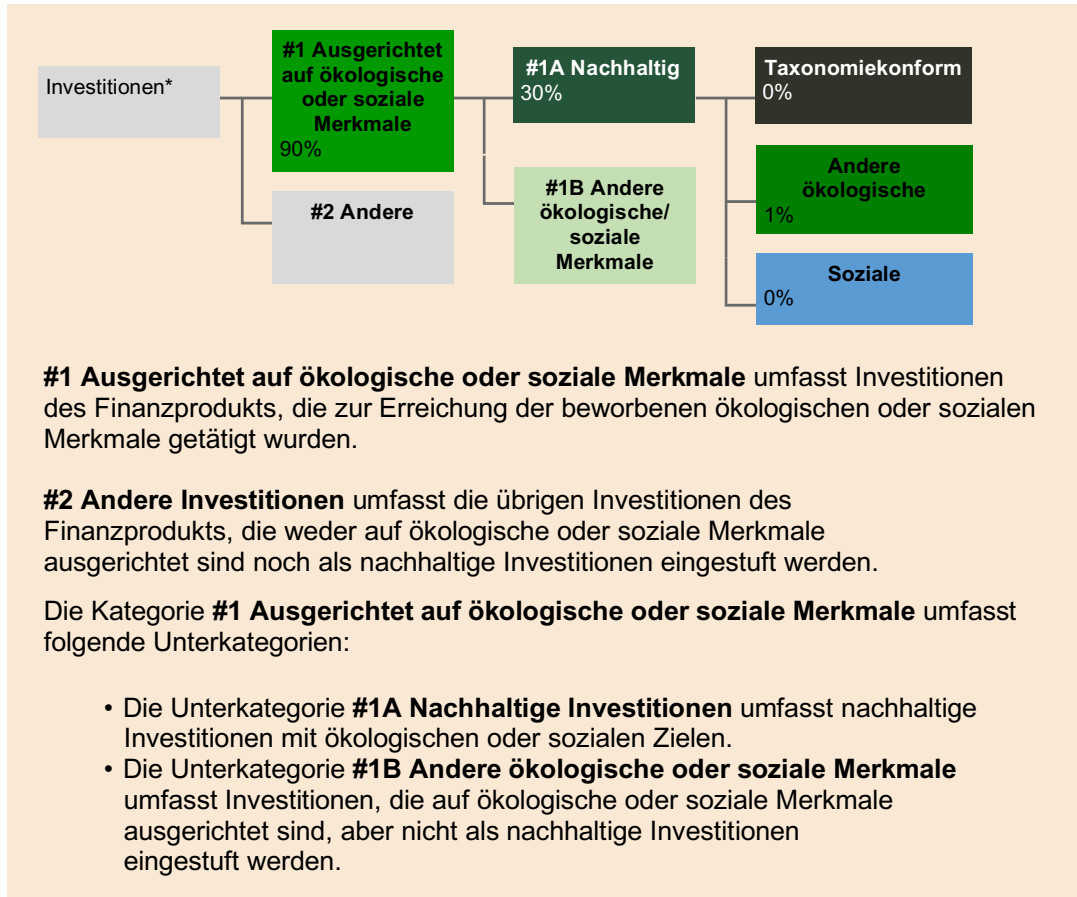 Investitionen*
#1 Ausgerichtet
auf ökologische
oder soziale
Merkmale
90%
#2 Andere
#1A Nachhaltig
30%
#1B Andere
ökologische/
soziale
Merkmale
Taxonomiekonform
0%
Andere
ökologische
1%
Soziale
0%
#1 Ausgerichtet auf ökologische oder soziale Merkmale umfasst Investitionen
des Finanzprodukts, die zur Erreichung der beworbenen ökologischen oder sozialen
Merkmale getätigt wurden.
#2 Andere Investitionen umfasst die übrigen Investitionen des
Finanzprodukts, die weder auf ökologische oder soziale Merkmale
ausgerichtet sind noch als nachhaltige Investitionen eingestuft werden.
Die Kategorie #1 Ausgerichtet auf ökologische oder soziale Merkmale umfasst
folgende Unterkategorien:
• Die Unterkategorie #1A Nachhaltige Investitionen umfasst nachhaltige
Investitionen mit ökologischen oder sozialen Zielen.
• Die Unterkategorie #1B Andere ökologische oder soziale Merkmale
umfasst Investitionen, die auf ökologische oder soziale Merkmale
ausgerichtet sind, aber nicht als nachhaltige Investitionen
eingestuft werden.